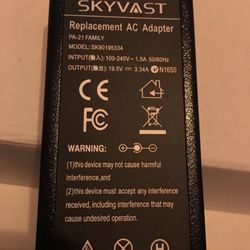 SKYVAST
Replacement AC Adapter
PA-21 FAMILY
MODEL:SK90195334
INTPUT(输入):100-240V~ 1.5A 50/60Hz
OUTPUT(输出): 19.5V 3.34A N1650
FC CE
WARNING:
(1)this device may not cause harmful
interference,and
(2)this device must accept any
interference received,
including interference that may
cause undesired operation.